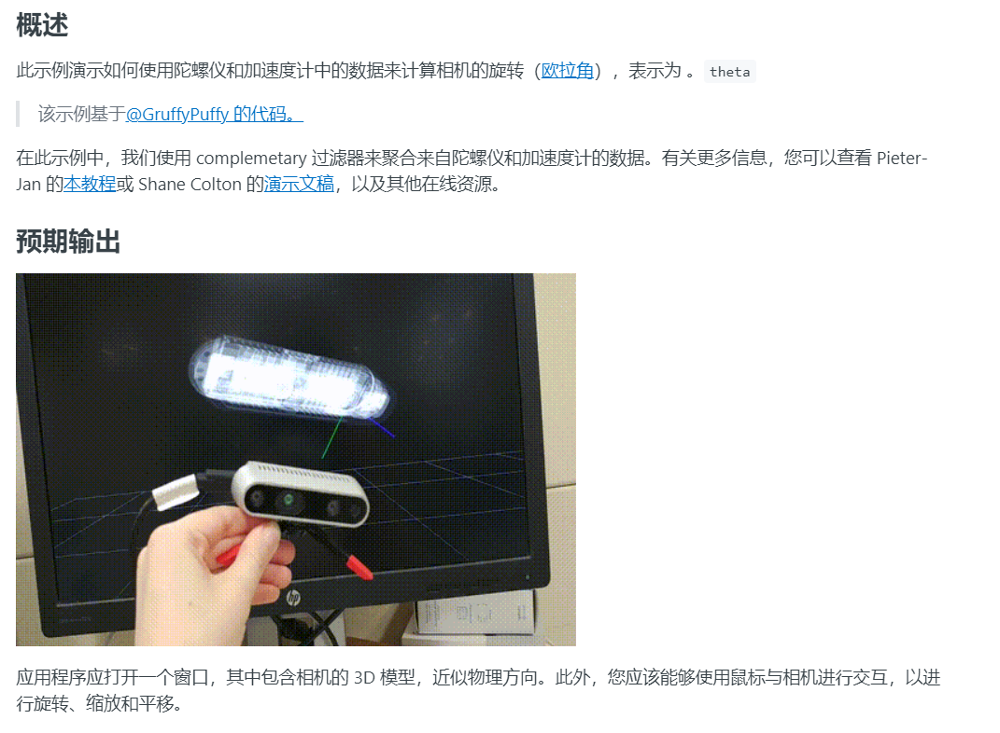 概述
此示例演示如何使用陀螺仪和加速度计中的数据来计算相机的旋转（欧拉角），表示为 。 theta
该示例基于@GruffyPuffy 的代码。
在此示例中，我们使用 complemetary 过滤器来聚合来自陀螺仪和加速度计的数据。有关更多信息，您可以查看 Pieter-
Jan 的本教程或 Shane Colton 的演示文稿，以及其他在线资源。
预期输出
hp
应用程序应打开一个窗口，其中包含相机的 3D 模型，近似物理方向。此外，您应该能够使用鼠标与相机进行交互，以进
行旋转、缩放和平移。